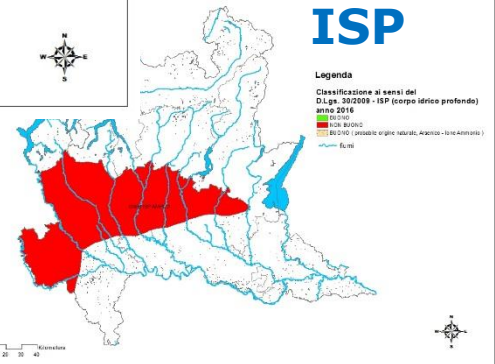 ISP
N
W E
S
Legenda
Classificazione ai sensi del
D.Lgs. 30/2009 - ISP (corpo idrico profondo)
anno 2016
BUONO
NON BUONO
BUONO ( probabile origine naturale, Arsenico - Ione Ammonio )
fiumi
Kilometers
20 30 40